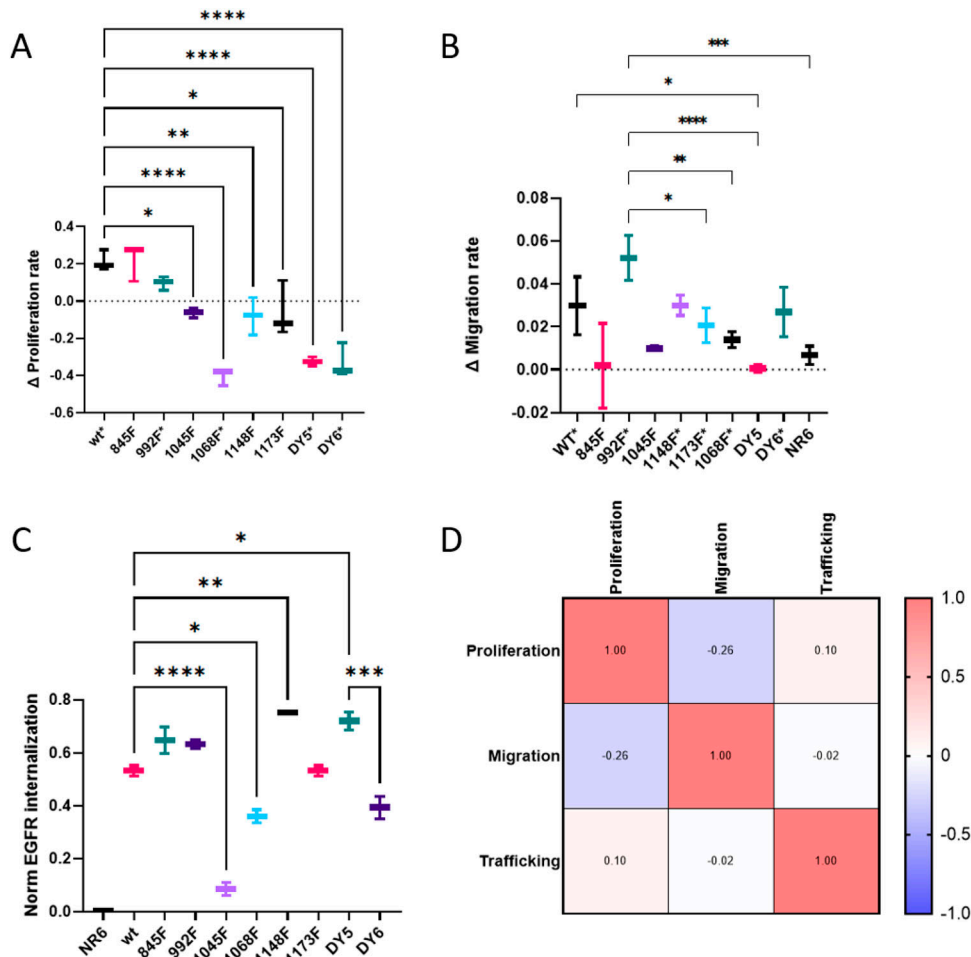 A
****
****
*
**
****
*
Δ Proliferation rate
0.4
0.2
0.0
-0.2
-0.4
-0.6
wt*
845F
992F*
1045F
1068F*
1148F
1173F
DY5*
DY6*
B
***
*
****
**
*
Δ Migration rate
0.08
0.06
0.04
0.02
0.00
-0.02
WT*
845F
992F*
1045F
1148F*
1173F*
1068F*
DY5
DY6*
NR6
C
*
**
*
****
***
Norm EGFR internalization
0.8
0.6
0.4
0.2
0.0
NR6
wt
845F
992F
1045F
1068F
1148F
1173F
DY5
DY6
D
Proliferation
Migration
Trafficking
Proliferation
1.00
-0.26
0.10
Migration
-0.26
1.00
-0.02
Trafficking
0.10
-0.02
1.00
1.0
0.5
0
-0.5
-1.0